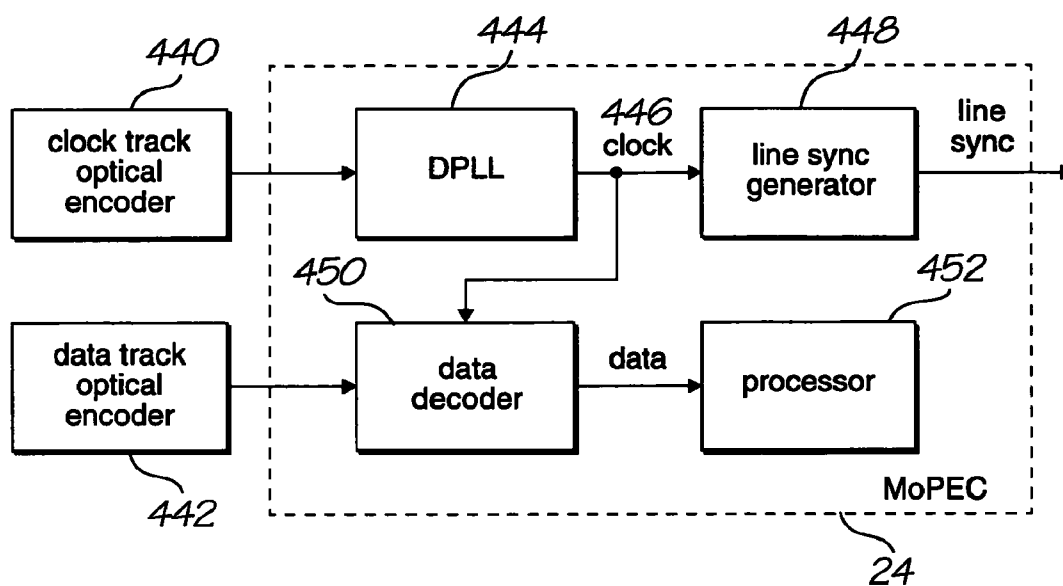 440
444
448
clock track
optical
encoder
DPLL
446
clock
line sync
generator
line
sync
450
452
data track
optical
encoder
data
decoder
data
processor
442
MoPEC
24